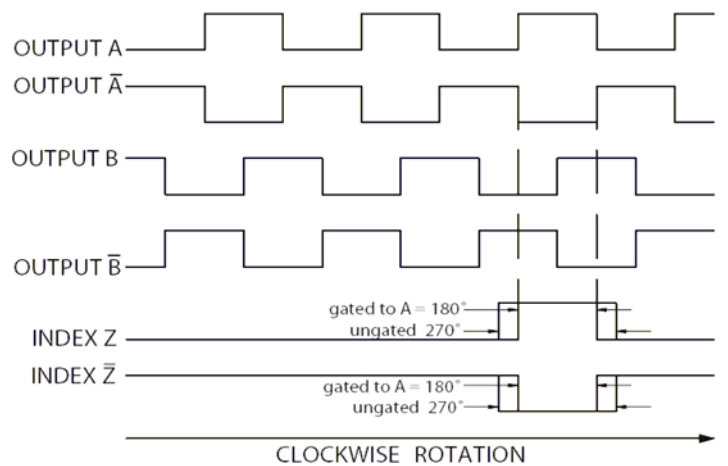 OUTPUT A
OUTPUT A̅
OUTPUT B
OUTPUT B̅
gated to A = 180°
ungated 270°
INDEX Z
INDEX Z̅
gated to A = 180°
ungated 270°
CLOCKWISE ROTATION